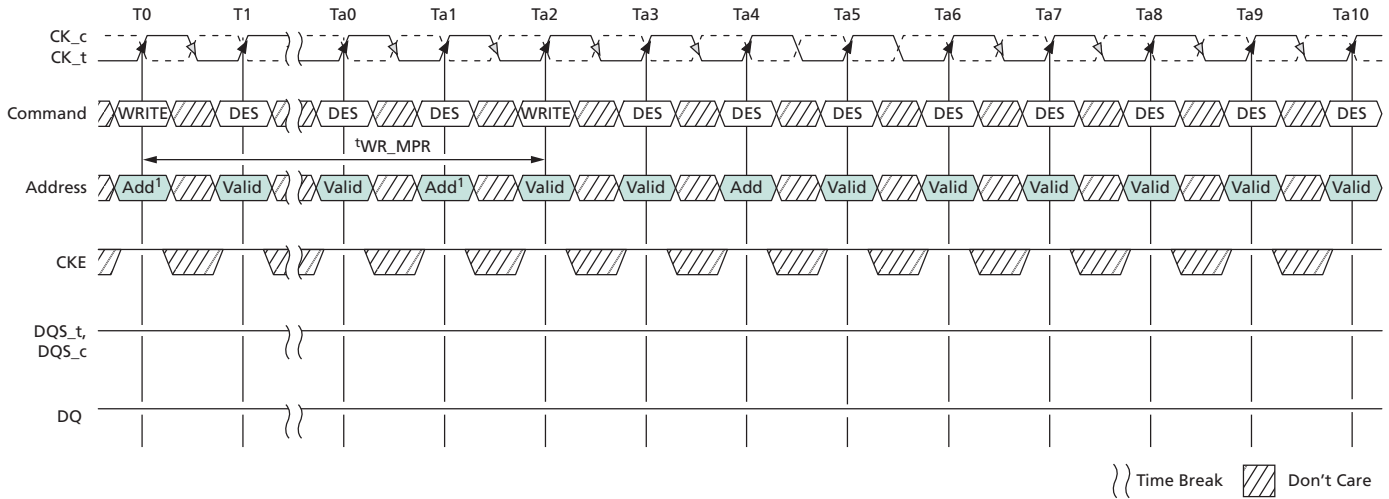 T0 T1 Ta0 Ta1 Ta2 Ta3 Ta4 Ta5 Ta6 Ta7 Ta8 Ta9 Ta10
CK_c
CK_t
Command WRITE DES DES DES WRITE DES DES DES DES DES DES DES DES
tWR_MPR
Address Add1 Valid Valid Add1 Valid Valid Add Valid Valid Valid Valid Valid Valid
CKE
DQS_t,
DQS_c
DQ
Time Break Don't Care